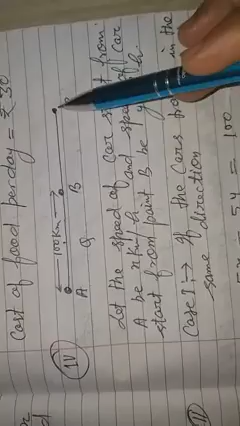 Cost of food per day = ₹ 30
(IV)
100 Km
A Q B
Let the speed of car start from
A be x km/h and speed of car
start from point B be y km/h.
Case I :→ If the cars in the
same direction
= 100